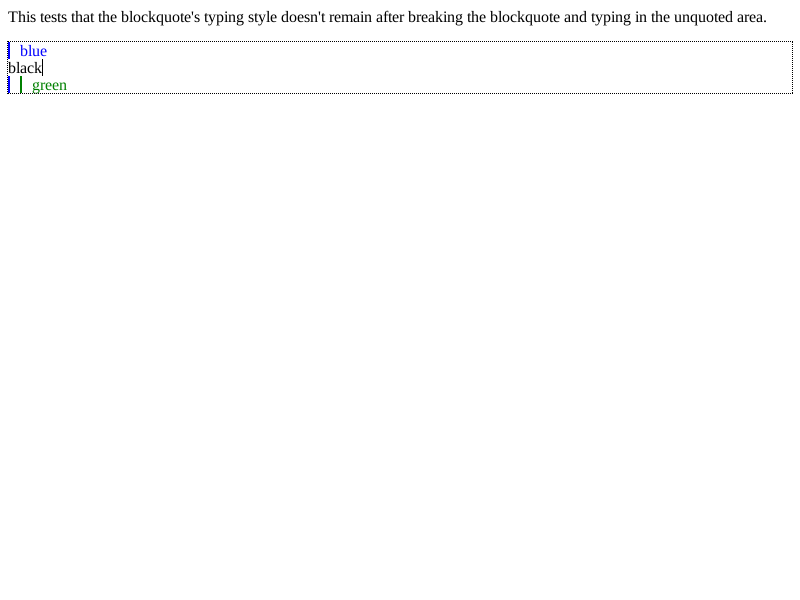 This tests that the blockquote's typing style doesn't remain after breaking the blockquote and typing in the unquoted area.
blue
black
green